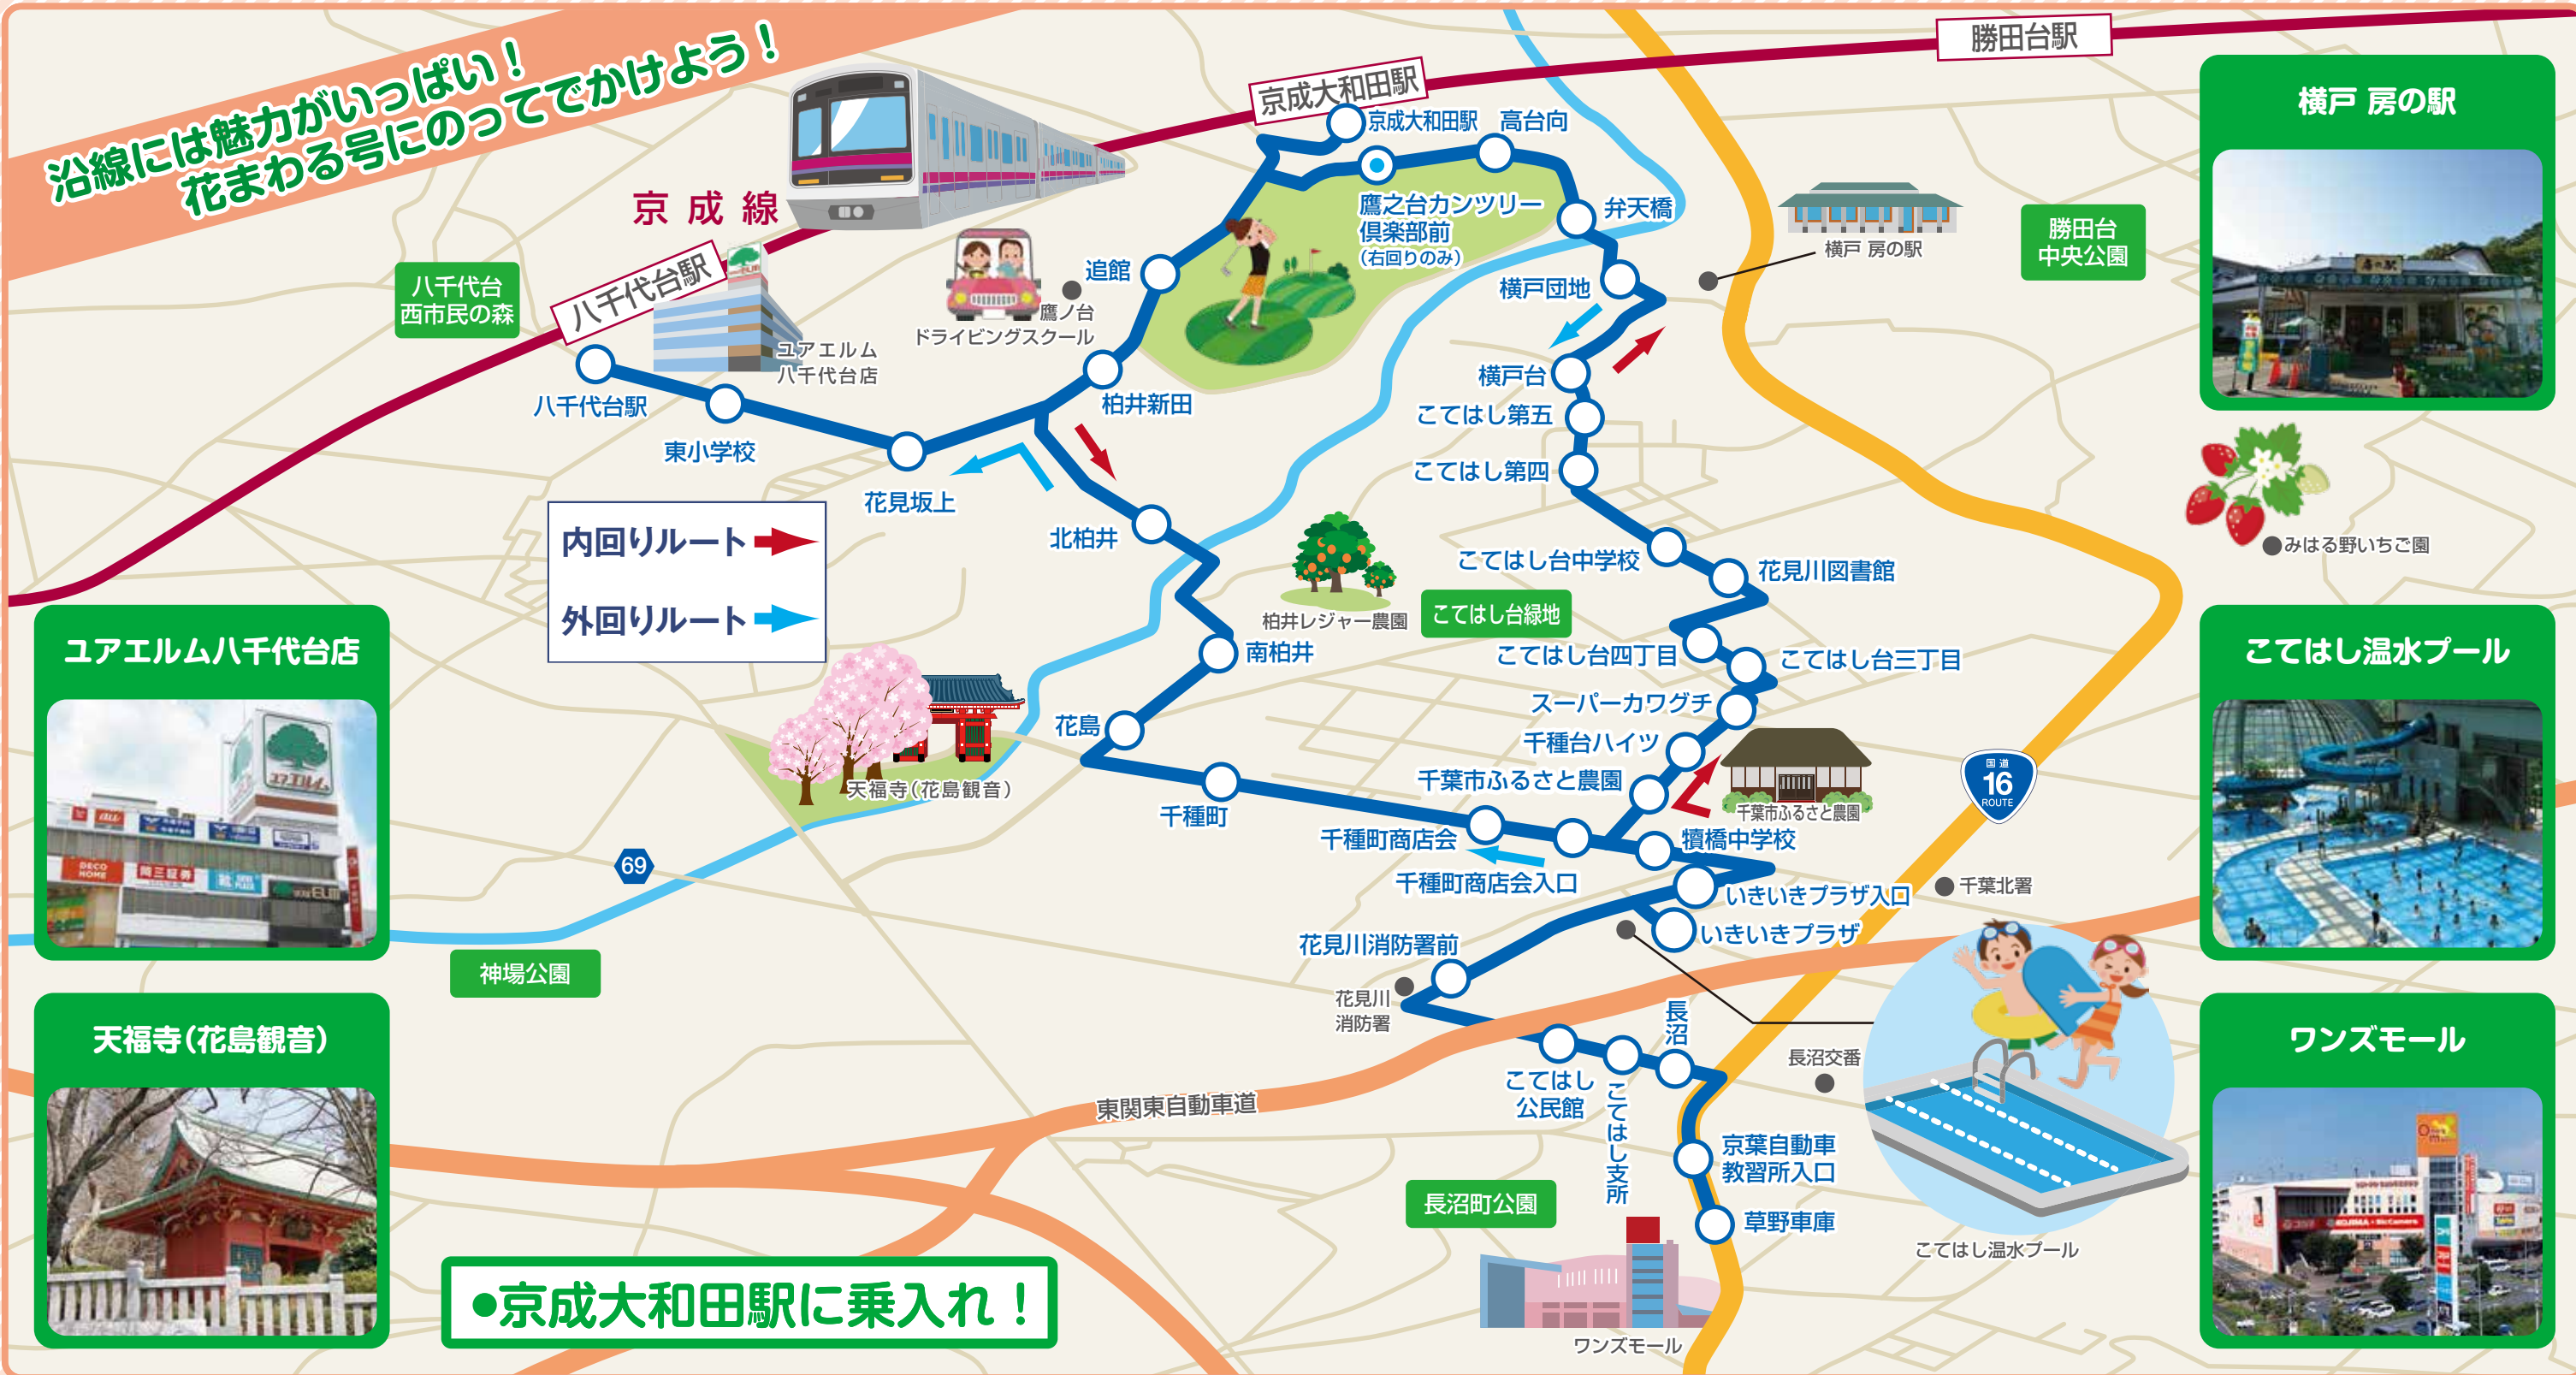 沿線には魅力がいっぱい！
花まわる号にのってでかけよう！
京成線
八千代台駅
京成大和田駅
勝田台駅
八千代台
西市民の森
ユアエルム
八千代台店
鷹ノ台
ドライビングスクール
八千代台駅
東小学校
花見坂上
柏井新田
追館
京成大和田駅
鷹之台カンツリー
倶楽部前
(右回りのみ)
高台向
弁天橋
横戸団地
横戸台
こてはし第五
こてはし第四
こてはし台中学校
花見川図書館
こてはし台四丁目
こてはし台三丁目
スーパーカワグチ
千種台ハイツ
千葉市ふるさと農園
千葉市ふるさと農園
横戸 房の駅
勝田台
中央公園
内回りルート
外回りルート
北柏井
南柏井
花島
千種町
千種町商店会
千種町商店会入口
犢橋中学校
いきいきプラザ入口
いきいきプラザ
花見川消防署前
花見川
消防署
こてはし
公民館
こてはし支所
長沼
京葉自動車
教習所入口
草野車庫
柏井レジャー農園
こてはし台緑地
天福寺(花島観音)
69
神場公園
東関東自動車道
国道
16
ROUTE
千葉北署
長沼交番
長沼町公園
ワンズモール
こてはし温水プール
みはる野いちご園
横戸 房の駅
房の駅
こてはし温水プール
ワンズモール
ユアエルム八千代台店
ユアエルム
au
DECO
HOME
岡三証券
天福寺(花島観音)
●京成大和田駅に乗入れ！